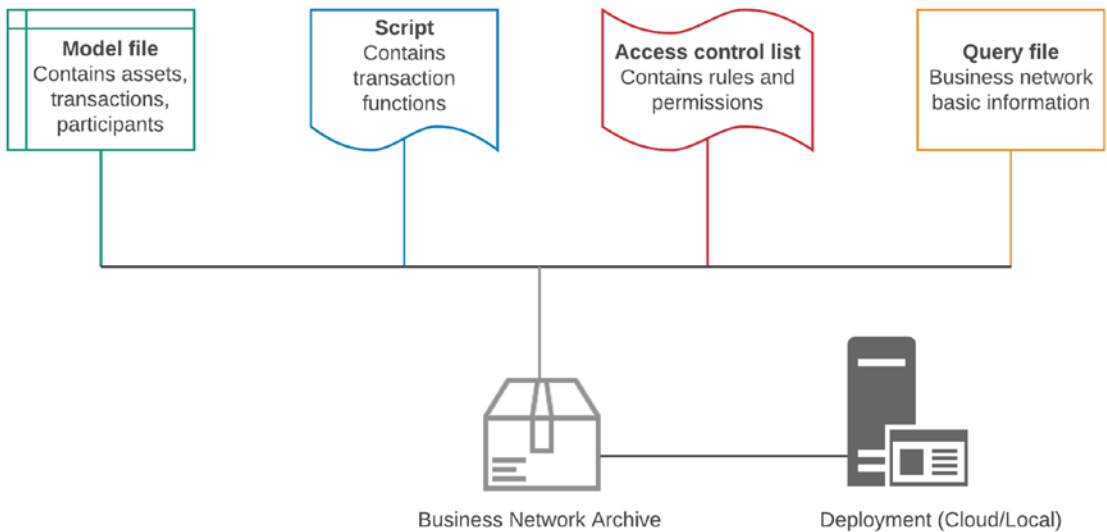 Model file
Contains assets,
transactions,
participants
Script
Contains
transaction
functions
Access control list
Contains rules and
permissions
Query file
Business network
basic information
Business Network Archive
Deployment (Cloud/Local)